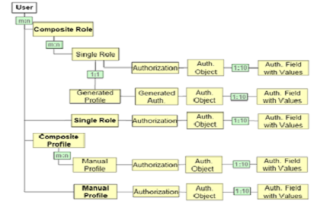 User
m:n
Composite Role
m:n
Single Role
Authorization
Auth.
Object
1:10
Auth. Field
with Values
1:1
Generated
Profile
Generated
Auth.
Auth.
Object
1:10
Auth. Field
with Values
Single Role
Authorization
Auth.
Object
1:10
Auth. Field
with Values
Composite
Profile
m:n
Manual
Profile
Authorization
Auth.
Object
1:10
Auth. Field
with Values
Manual
Profile
Authorization
Auth.
Object
1:10
Auth. Field
with Values